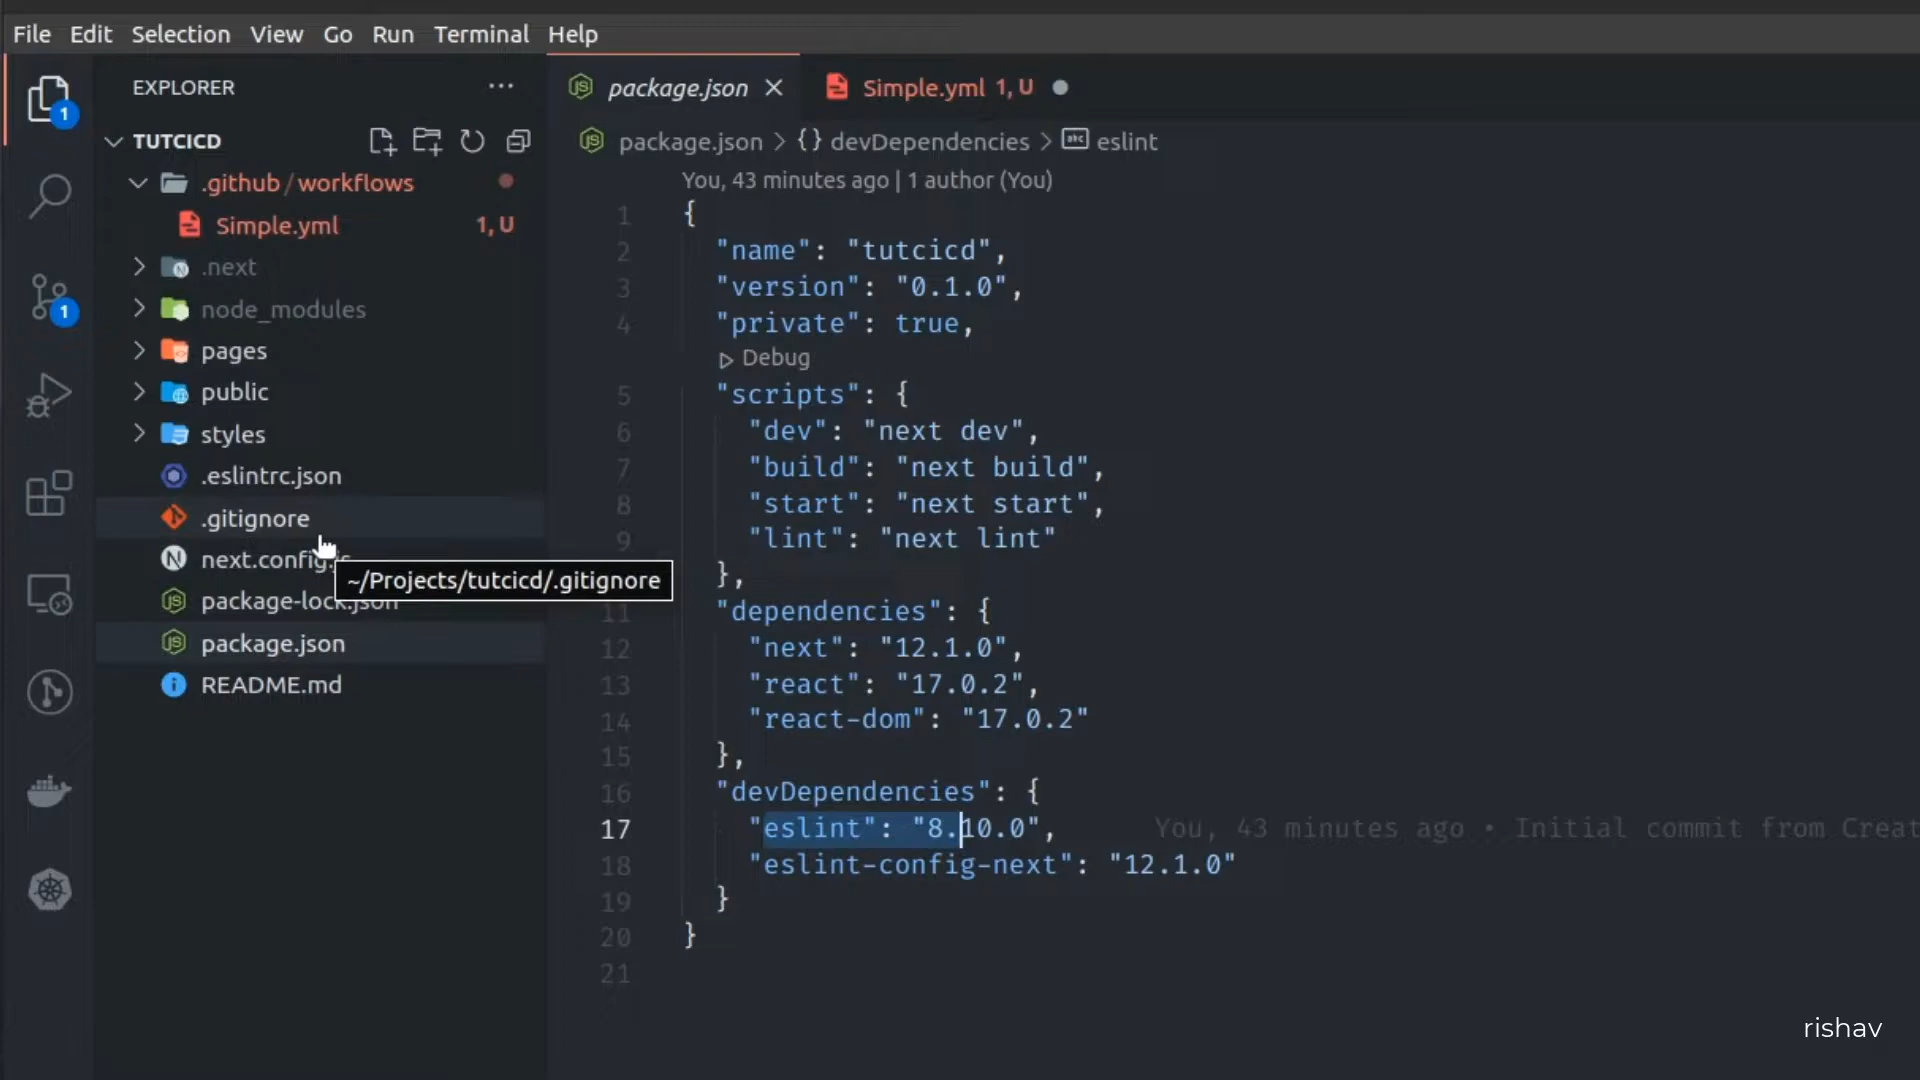 File Edit Selection View Go Run Terminal Help
EXPLORER ...
TUTCICD
.github / workflows
Simple.yml 1, U
.next
node_modules
pages
public
styles
.eslintrc.json
.gitignore
next.config.js
package-lock.json
package.json
README.md
~/Projects/tutcicd/.gitignore
package.json Simple.yml 1, U
package.json > {} devDependencies > abc eslint
You, 43 minutes ago | 1 author (You)
1 {
2 "name": "tutcicd",
3 "version": "0.1.0",
4 "private": true,
Debug
5 "scripts": {
6 "dev": "next dev",
7 "build": "next build",
8 "start": "next start",
9 "lint": "next lint"
},
11 "dependencies": {
12 "next": "12.1.0",
13 "react": "17.0.2",
14 "react-dom": "17.0.2"
15 },
16 "devDependencies": {
17 "eslint": "8.10.0", You, 43 minutes ago • Initial commit from Creat
18 "eslint-config-next": "12.1.0"
19 }
20 }
21
1
1
rishav